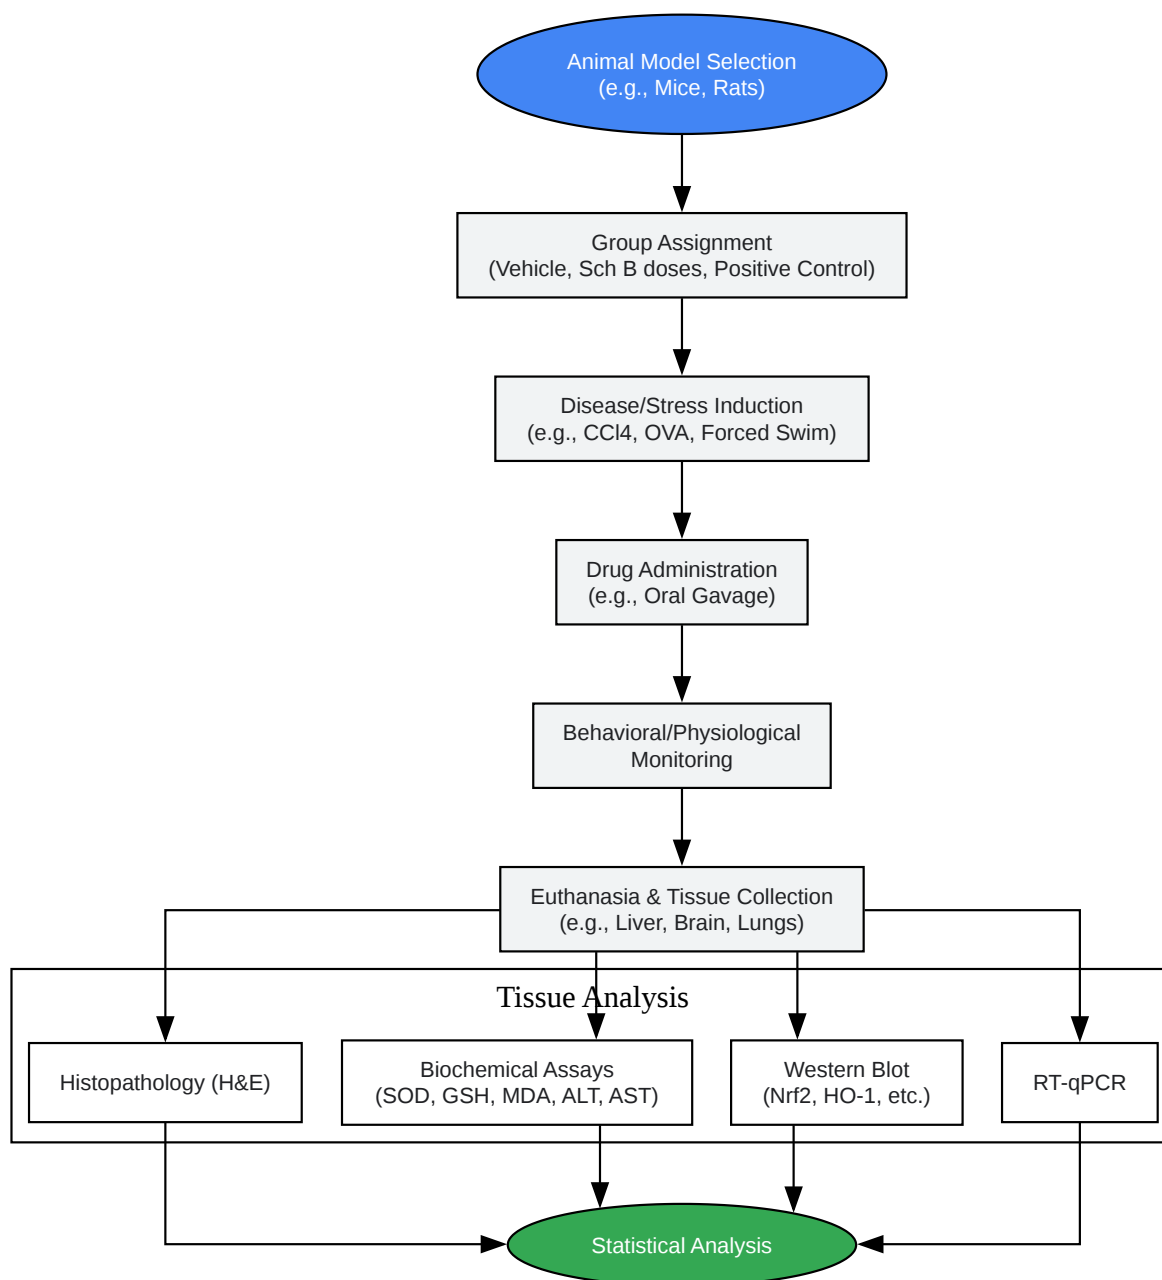 Animal Model Selection
(e.g., Mice, Rats)
Group Assignment
(Vehicle, Sch B doses, Positive Control)
Disease/Stress Induction
(e.g., CCl4, OVA, Forced Swim)
Drug Administration
(e.g., Oral Gavage)
Behavioral/Physiological
Monitoring
Euthanasia & Tissue Collection
(e.g., Liver, Brain, Lungs)
Tissue Analysis
Histopathology (H&E)
Biochemical Assays
(SOD, GSH, MDA, ALT, AST)
Western Blot
(Nrf2, HO-1, etc.)
RT-qPCR
Statistical Analysis